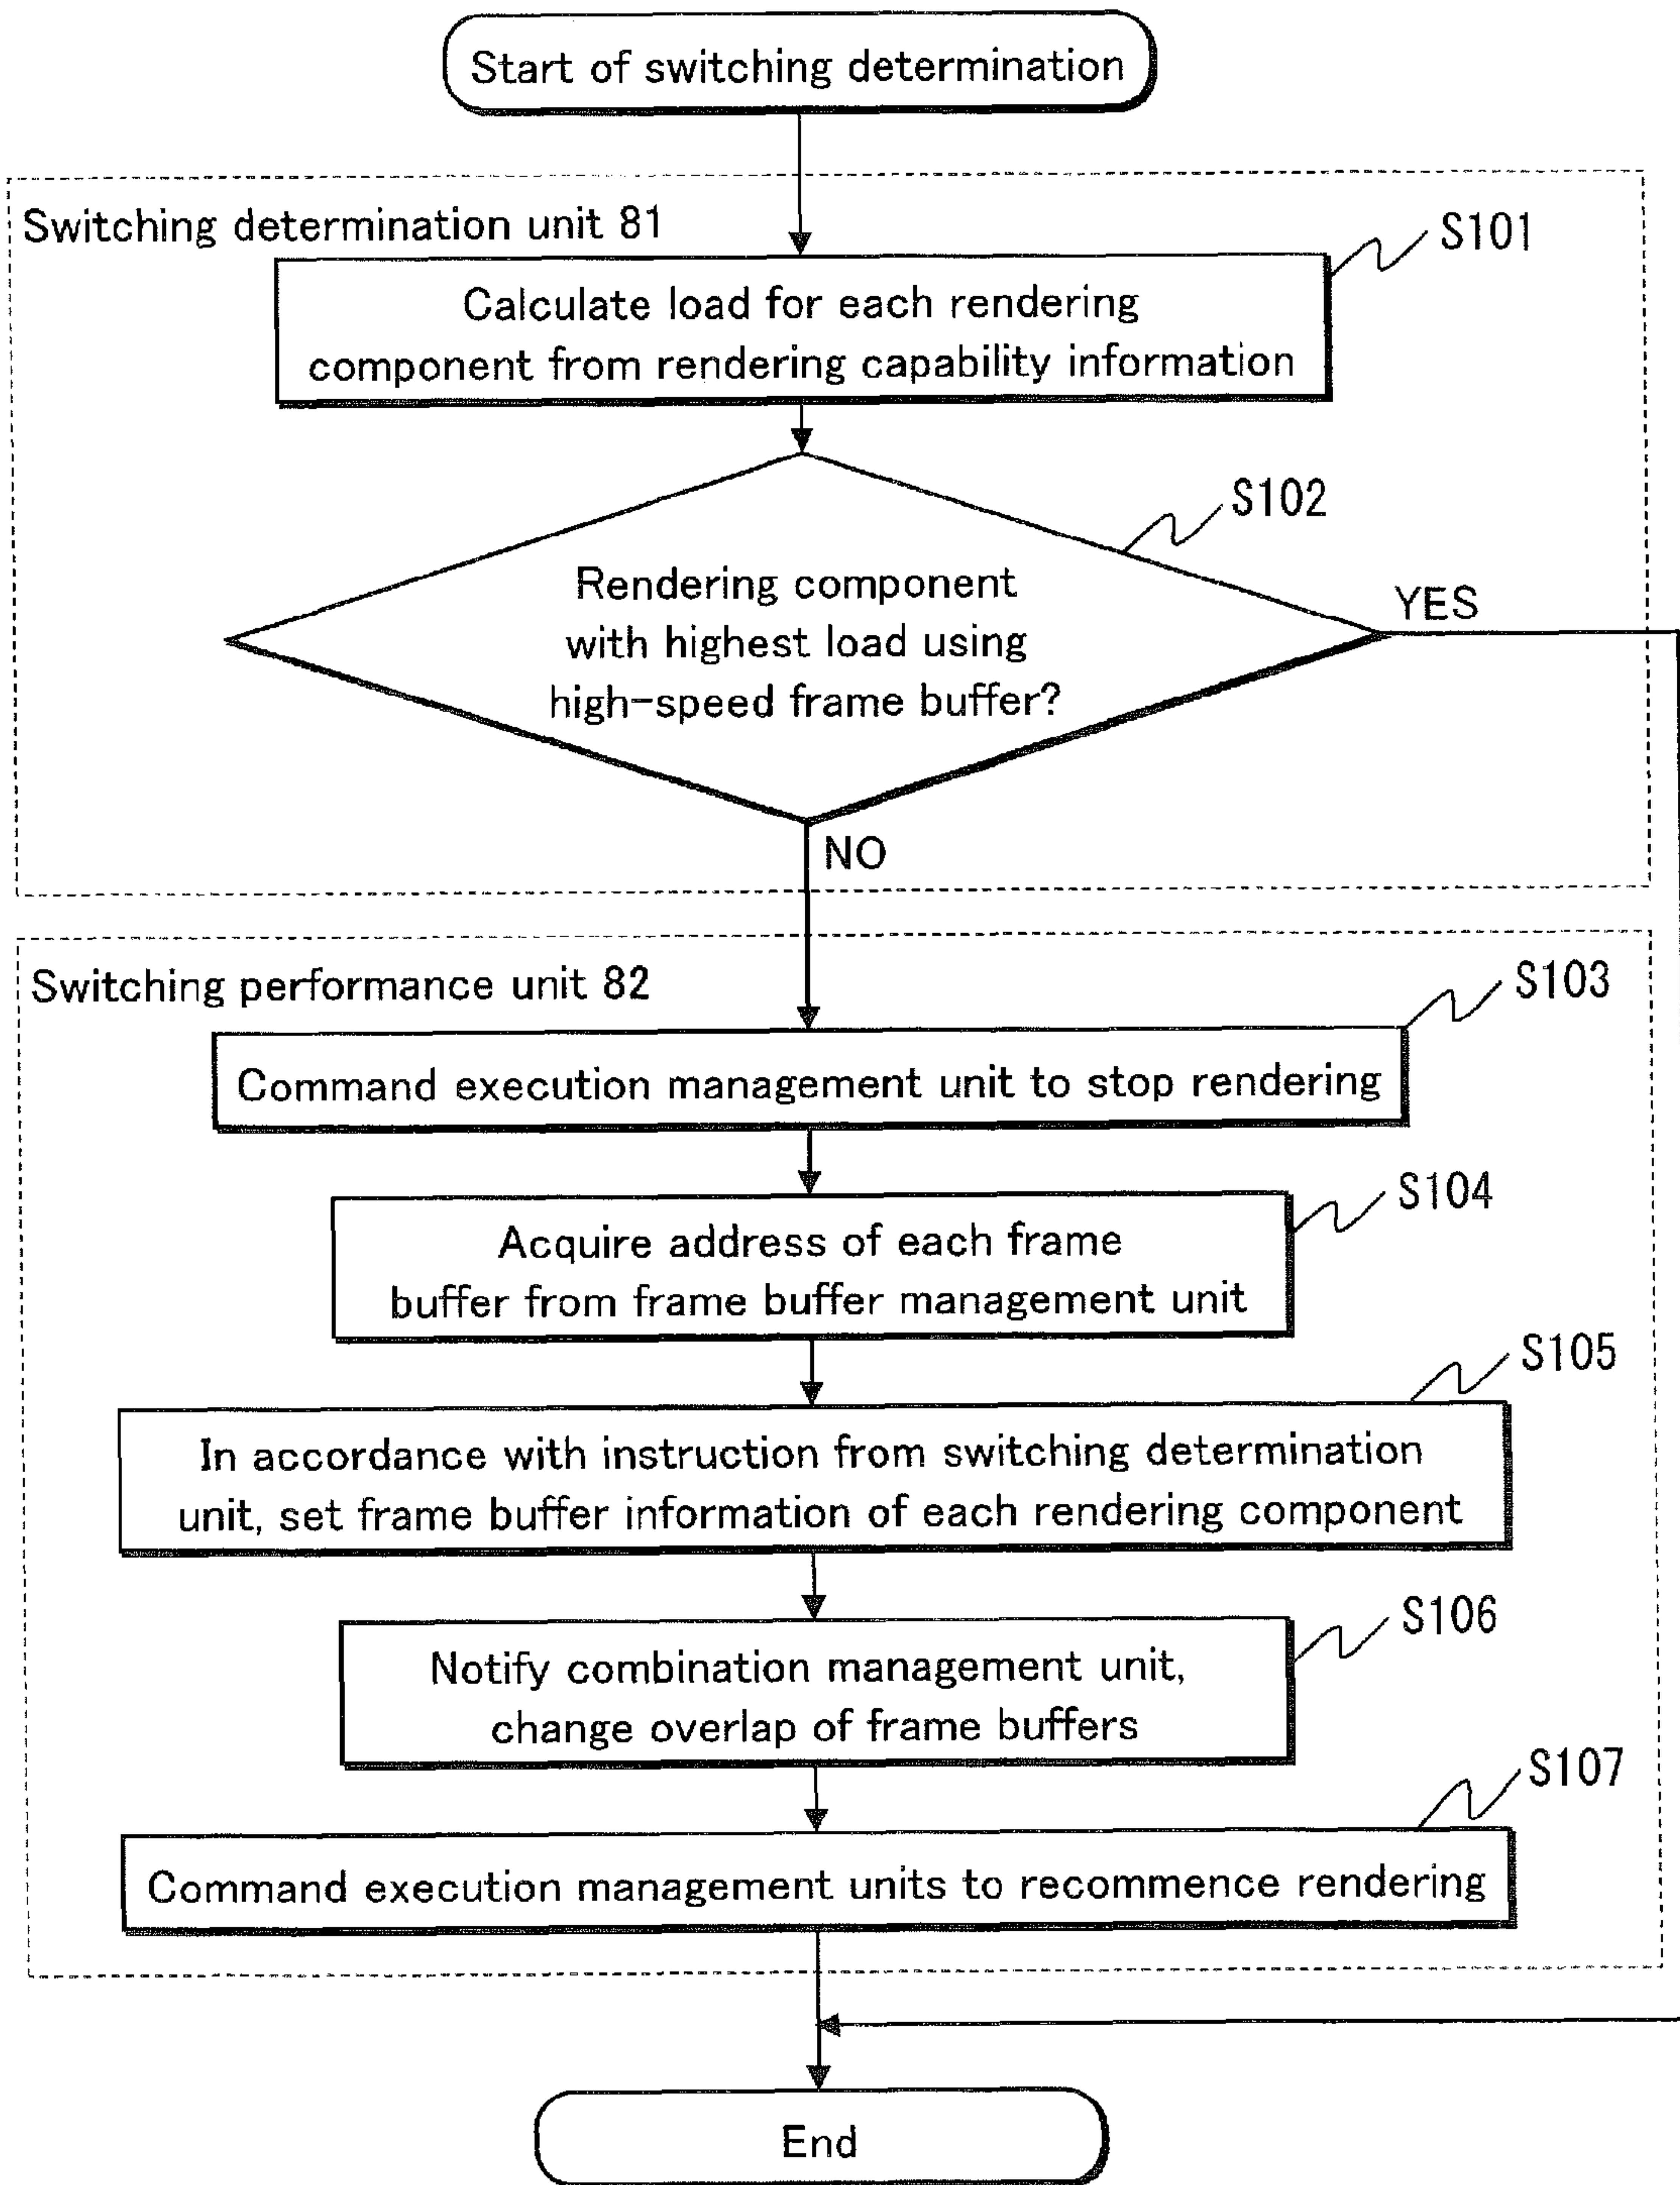 Start of switching determination
Switching determination unit 81
S101
Calculate load for each rendering
component from rendering capability information
S102
Rendering component
with highest load using
high-speed frame buffer?
YES
NO
Switching performance unit 82
S103
Command execution management unit to stop rendering
S104
Acquire address of each frame
buffer from frame buffer management unit
S105
In accordance with instruction from switching determination
unit, set frame buffer information of each rendering component
S106
Notify combination management unit,
change overlap of frame buffers
S107
Command execution management units to recommence rendering
End